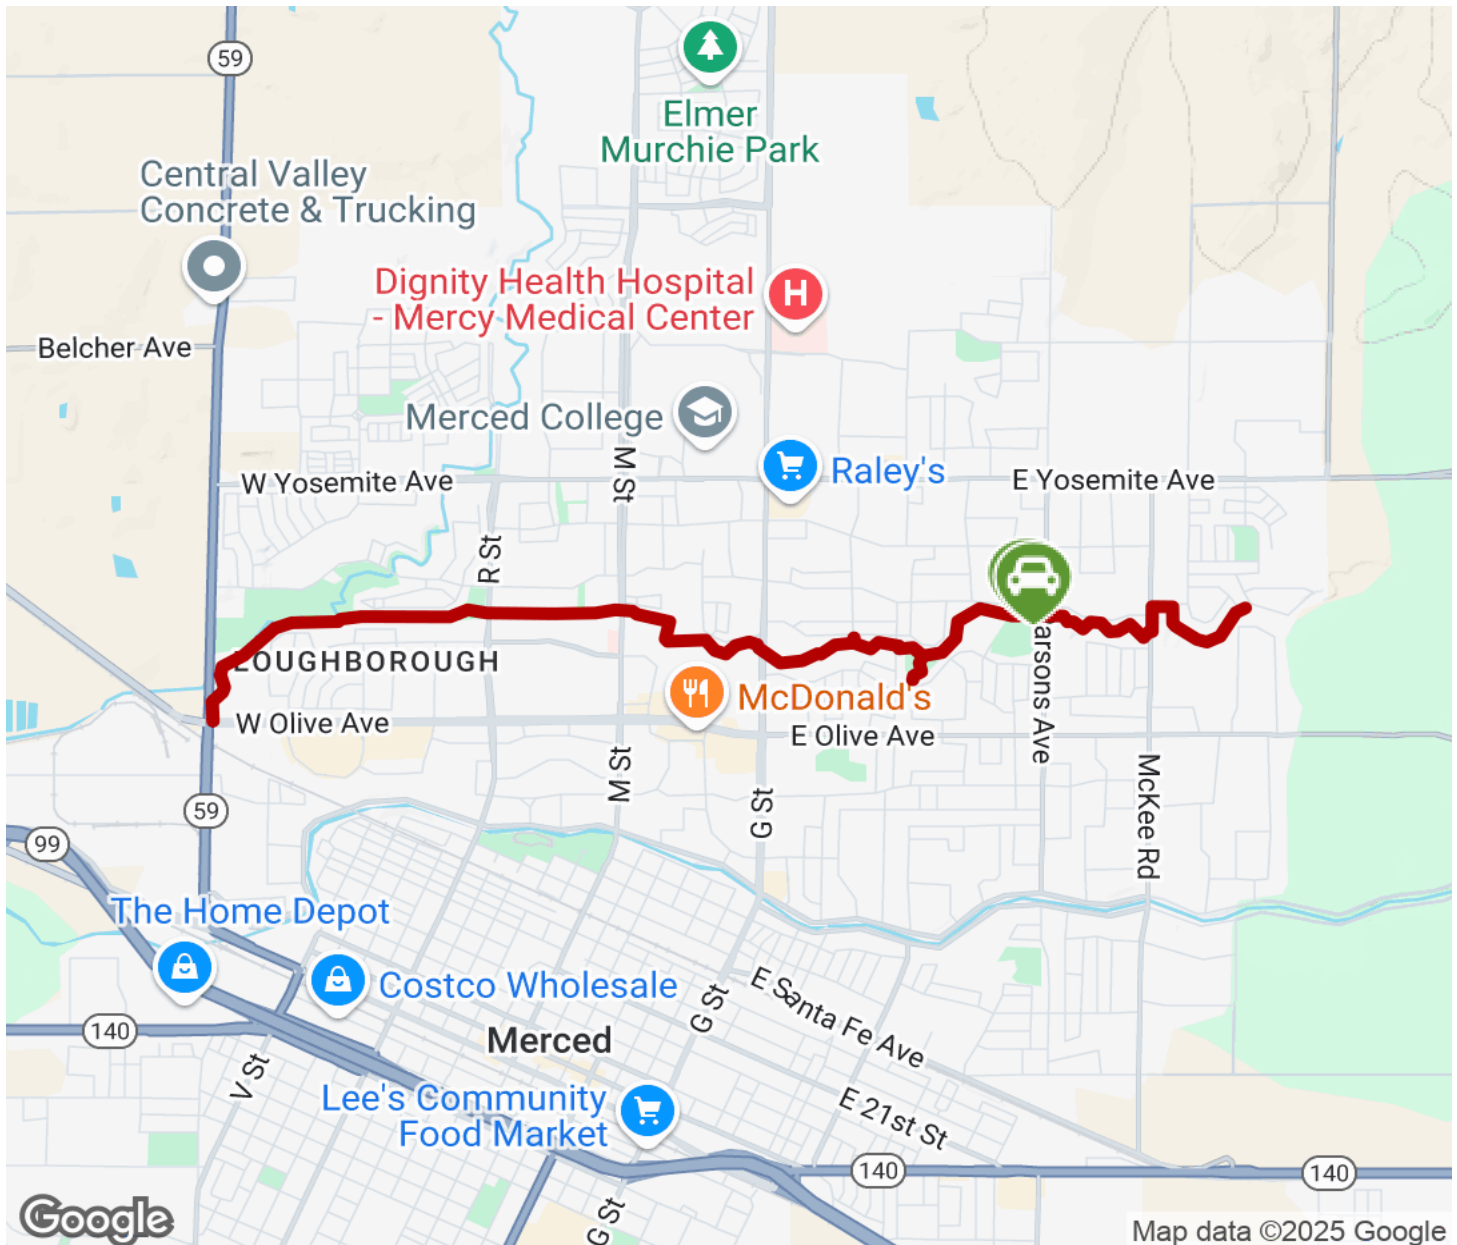 59
Elmer
Murchie Park
Central Valley
Concrete & Trucking
Dignity Health Hospital
- Mercy Medical Center
H
Belcher Ave
Merced College
M St
Raley's
W Yosemite Ave
E Yosemite Ave
R St
LOUGHBOROUGH
arsons Ave
McDonald's
W Olive Ave
E Olive Ave
M St
G St
McKee Rd
59
99
The Home Depot
Costco Wholesale
E Santa Fe Ave
G St
140
Merced
V St
Lee's Community
Food Market
E 21st St
140
140
G St
Google
Map data ©2025 Google